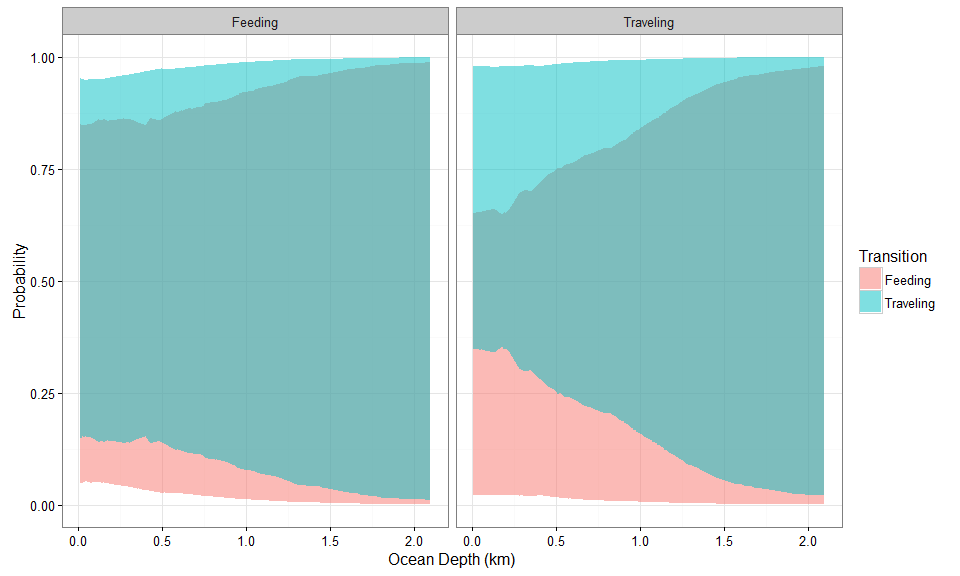 Feeding Traveling
1.00
0.75
0.50
0.25
0.00
Probability
0.0 0.5 1.0 1.5 2.0 0.0 0.5 1.0 1.5 2.0
Ocean Depth (km)
Transition
Feeding
Traveling